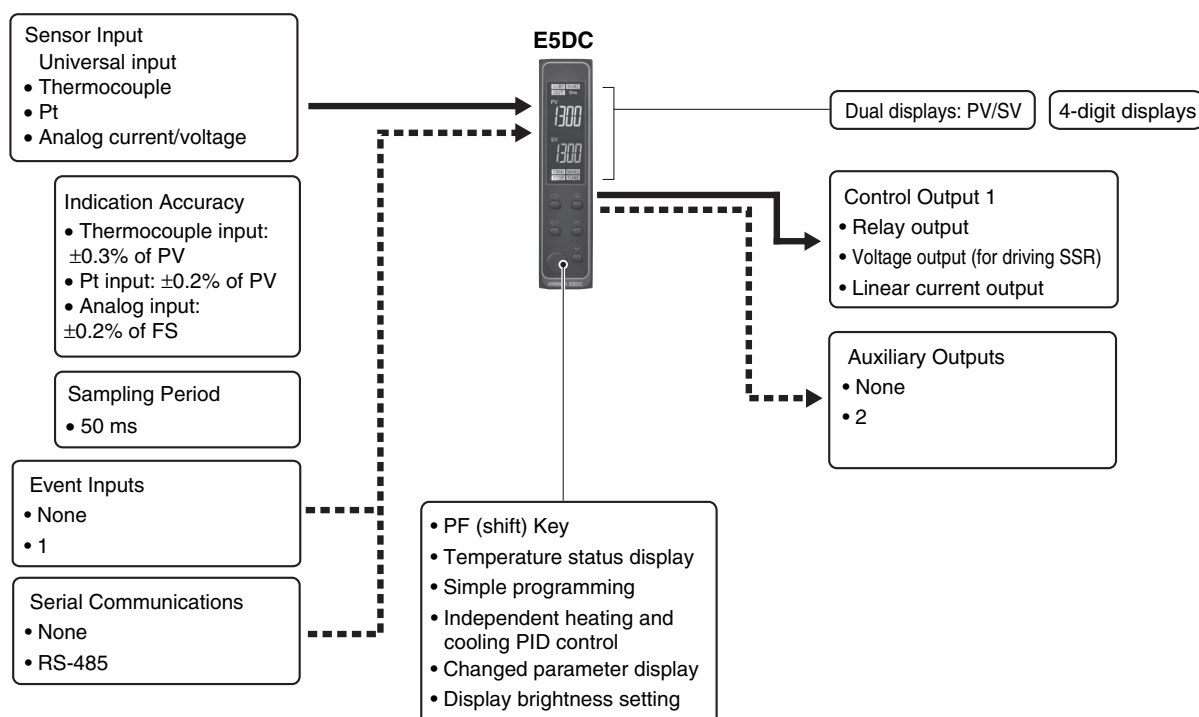 Sensor Input
Universal input
• Thermocouple
• Pt
• Analog current/voltage
Indication Accuracy
• Thermocouple input:
±0.3% of PV
• Pt input: ±0.2% of PV
• Analog input:
±0.2% of FS
Sampling Period
• 50 ms
Event Inputs
• None
• 1
Serial Communications
• None
• RS-485
E5DC
PV
1300
SV
1300
• PF (shift) Key
• Temperature status display
• Simple programming
• Independent heating and
cooling PID control
• Changed parameter display
• Display brightness setting
Dual displays: PV/SV
4-digit displays
Control Output 1
• Relay output
• Voltage output (for driving SSR)
• Linear current output
Auxiliary Outputs
• None
• 2